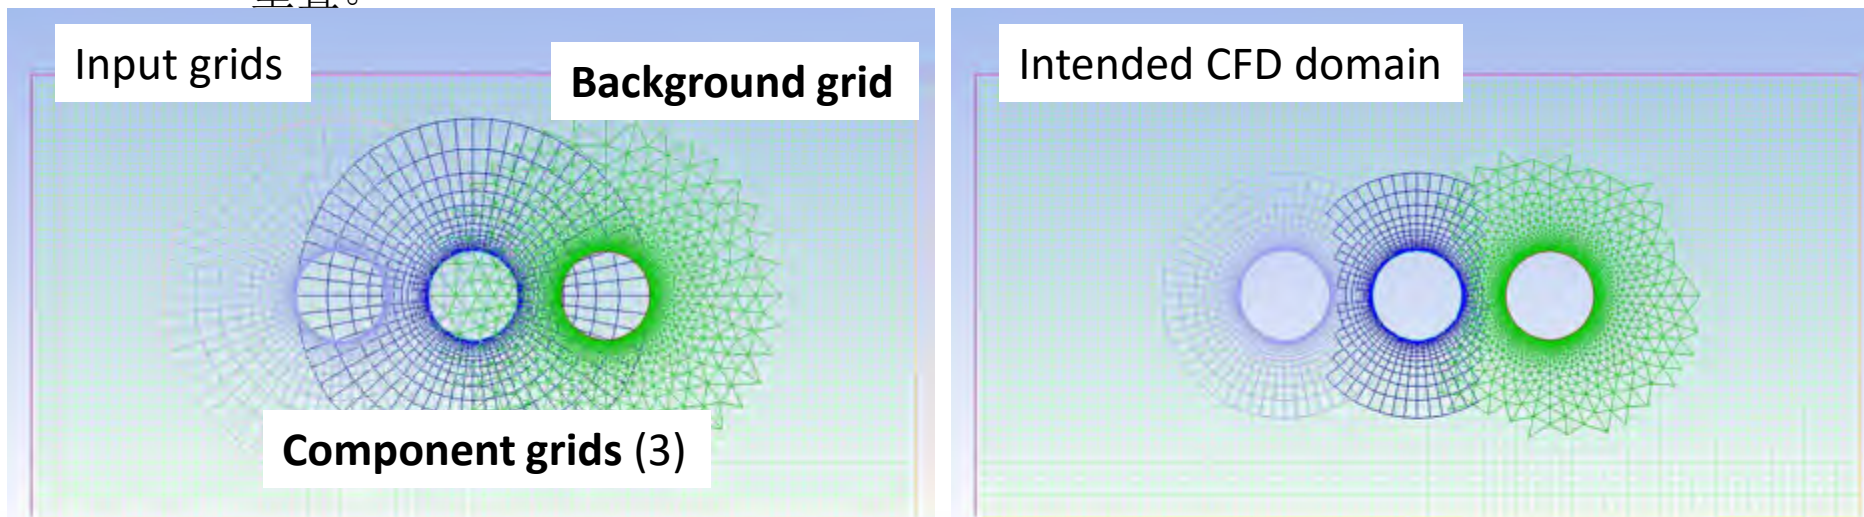 Input grids
Background grid
Component grids (3)
Intended CFD domain